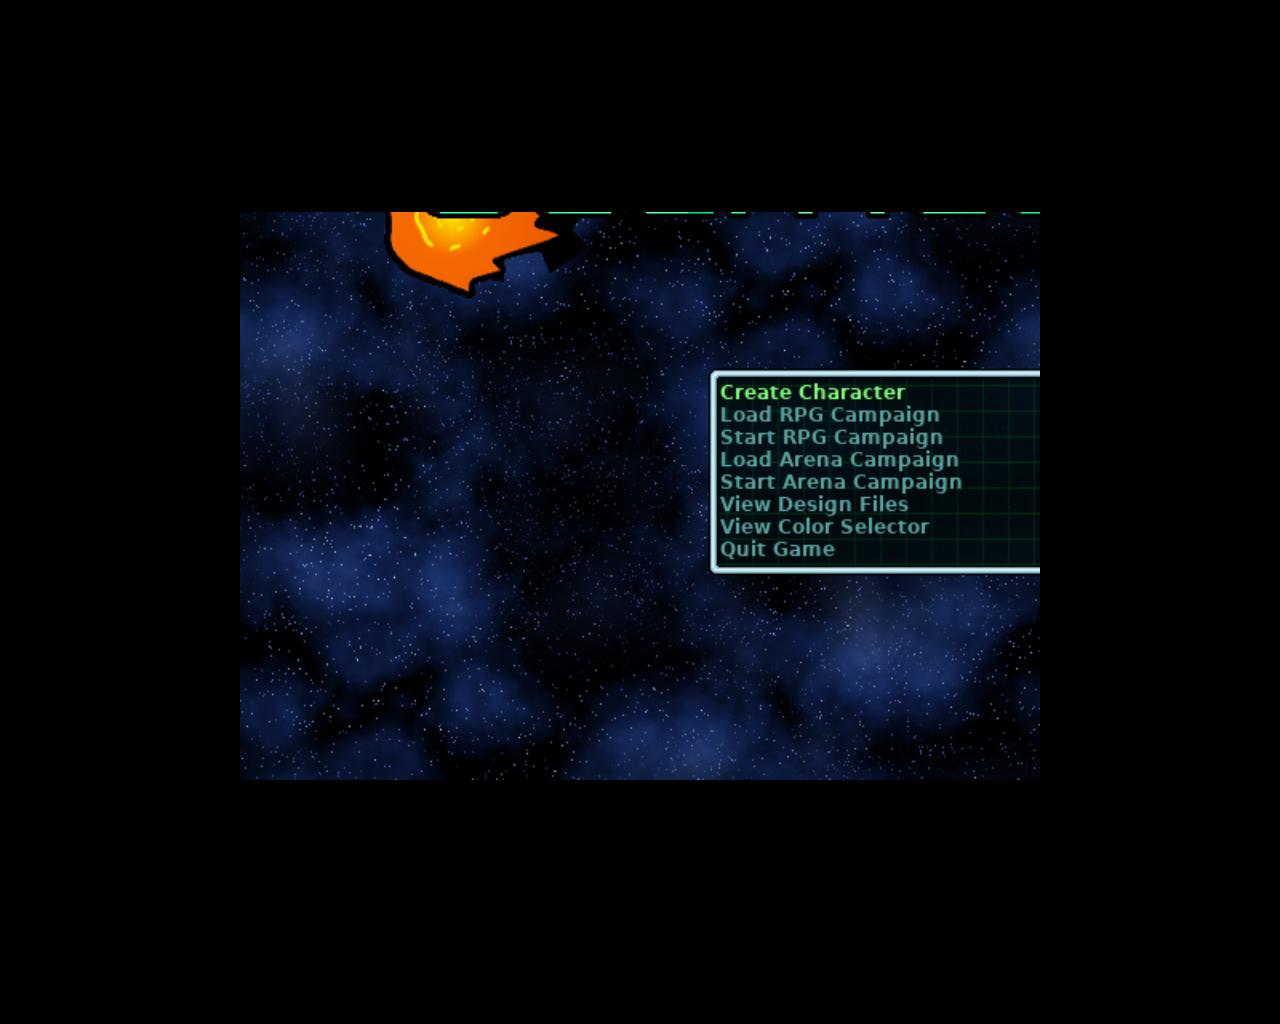 Create Character
Load RPG Campaign
Start RPG Campaign
Load Arena Campaign
Start Arena Campaign
View Design Files
View Color Selector
Quit Game